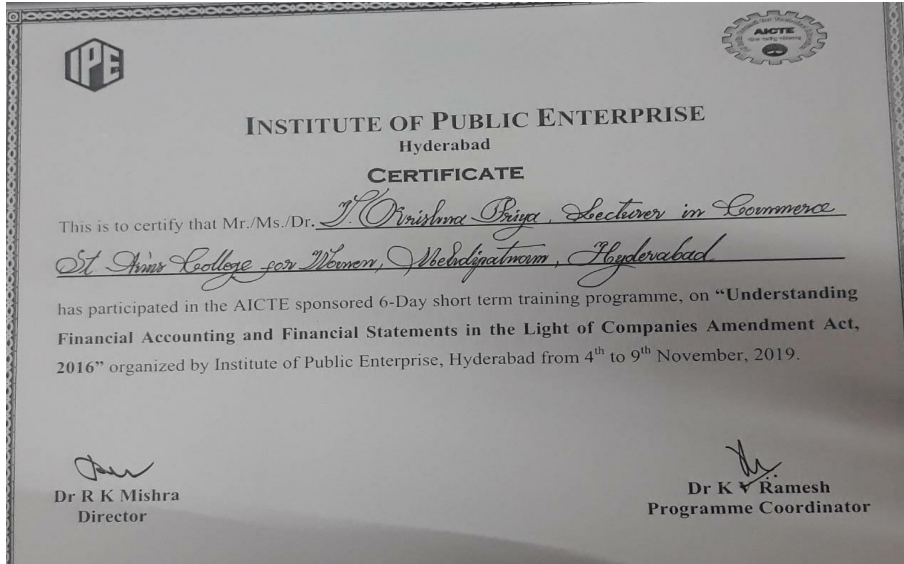 IPE
AICTE
INSTITUTE OF PUBLIC ENTERPRISE
Hyderabad
CERTIFICATE
This is to certify that Mr./Ms./Dr. T. Krishna Priya, Lecturer in Commerce
St Ann's College for Women, Mehdipatnam, Hyderabad.
has participated in the AICTE sponsored 6-Day short term training programme, on "Understanding
Financial Accounting and Financial Statements in the Light of Companies Amendment Act,
2016" organized by Institute of Public Enterprise, Hyderabad from 4th to 9th November, 2019.
Dr R K Mishra
Director
Dr K V Ramesh
Programme Coordinator